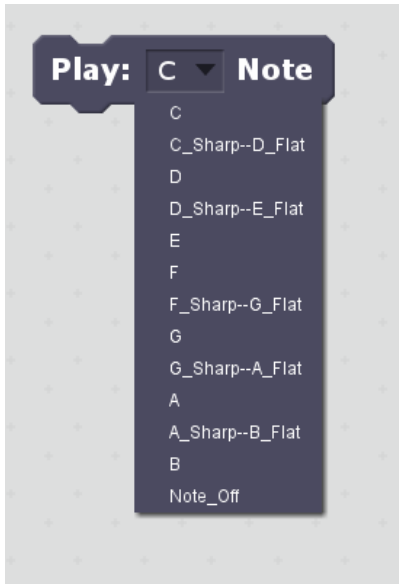 Play: C Note
C
C_Sharp--D_Flat
D
D_Sharp--E_Flat
E
F
F_Sharp--G_Flat
G
G_Sharp--A_Flat
A
A_Sharp--B_Flat
B
Note_Off